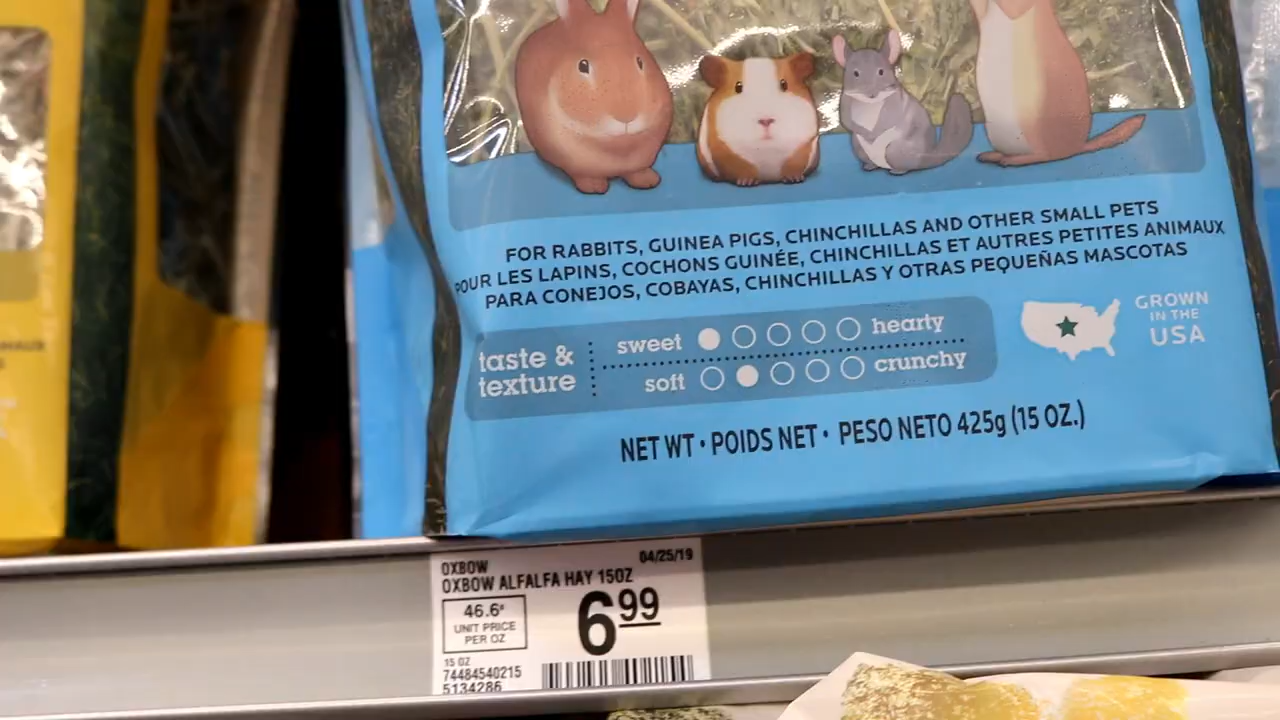 FOR RABBITS, GUINEA PIGS, CHINCHILLAS AND OTHER SMALL PETS
POUR LES LAPINS, COCHONS GUINÉE, CHINCHILLAS ET AUTRES PETITES ANIMAUX
PARA CONEJOS, COBAYAS, CHINCHILLAS Y OTRAS PEQUEÑAS MASCOTAS
taste &
texture
sweet hearty
soft crunchy
GROWN
IN THE
USA
NET WT • POIDS NET • PESO NETO 425g (15 OZ.)
OXBOW 04/25/19
OXBOW ALFALFA HAY 15OZ
46.6¢
UNIT PRICE
PER OZ
6.99
15 OZ
74484540215
5134286